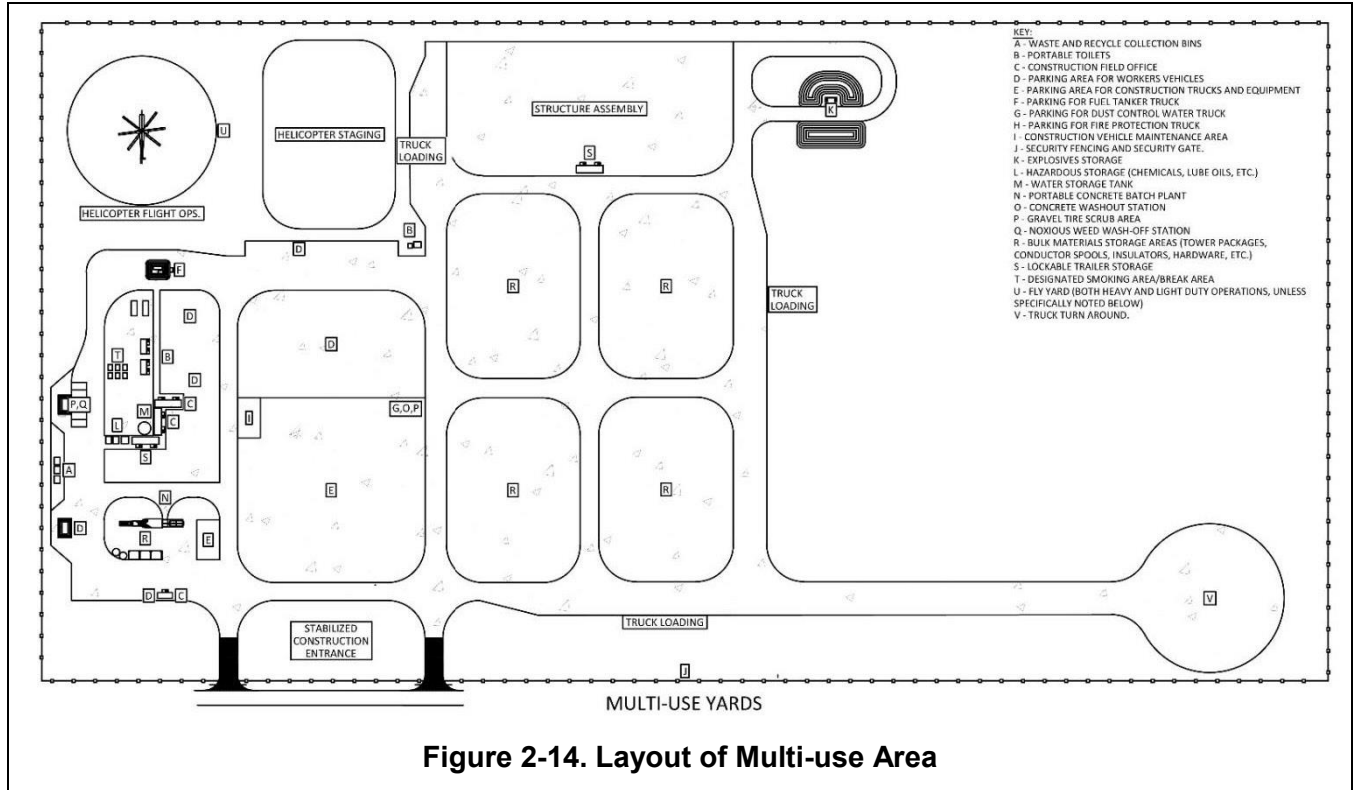 KEY:
A - WASTE AND RECYCLE COLLECTION BINS
B - PORTABLE TOILETS
C - CONSTRUCTION FIELD OFFICE
D - PARKING AREA FOR WORKERS VEHICLES
E - PARKING AREA FOR CONSTRUCTION TRUCKS AND EQUIPMENT
F - PARKING FOR FUEL TANKER TRUCK
G - PARKING FOR DUST CONTROL WATER TRUCK
H - PARKING FOR FIRE PROTECTION TRUCK
I - CONSTRUCTION VEHICLE MAINTENANCE AREA
J - SECURITY FENCING AND SECURITY GATE.
K - EXPLOSIVES STORAGE
L - HAZARDOUS STORAGE (CHEMICALS, LUBE OILS, ETC.)
M - WATER STORAGE TANK
N - PORTABLE CONCRETE BATCH PLANT
O - CONCRETE WASHOUT STATION
P - GRAVEL TIRE SCRUB AREA
Q - NOXIOUS WEED WASH-OFF STATION
R - BULK MATERIALS STORAGE AREAS (TOWER PACKAGES,
CONDUCTOR SPOOLS, INSULATORS, HARDWARE, ETC.)
S - LOCKABLE TRAILER STORAGE
T - DESIGNATED SMOKING AREA/BREAK AREA
U - FLY YARD (BOTH HEAVY AND LIGHT DUTY OPERATIONS, UNLESS
SPECIFICALLY NOTED BELOW)
V - TRUCK TURN AROUND.
STRUCTURE ASSEMBLY
K
U
HELICOPTER STAGING
TRUCK
LOADING
S
HELICOPTER FLIGHT OPS.
B
D
F
R
R
TRUCK
LOADING
D
T
B
D
D
P,Q
M
C
C
L
I
G,O,P
S
A
N
E
R
R
D
R
E
D
C
V
STABILIZED
CONSTRUCTION
ENTRANCE
TRUCK LOADING
J
MULTI-USE YARDS
Figure 2-14. Layout of Multi-use Area